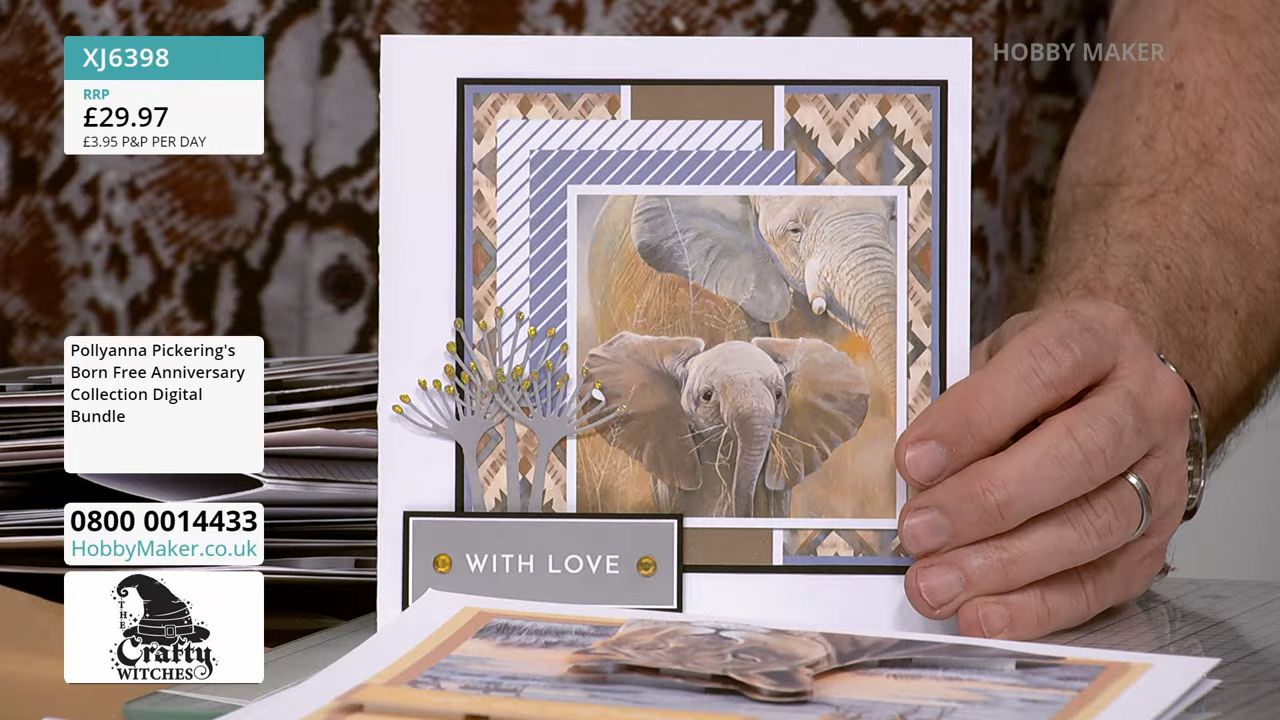 XJ6398
RRP
£29.97
£3.95 P&P PER DAY
HOBBY MAKER
Pollyanna Pickering's
Born Free Anniversary
Collection Digital
Bundle
0800 0014433
HobbyMaker.co.uk
THE
Crafty
WITCHES
WITH LOVE